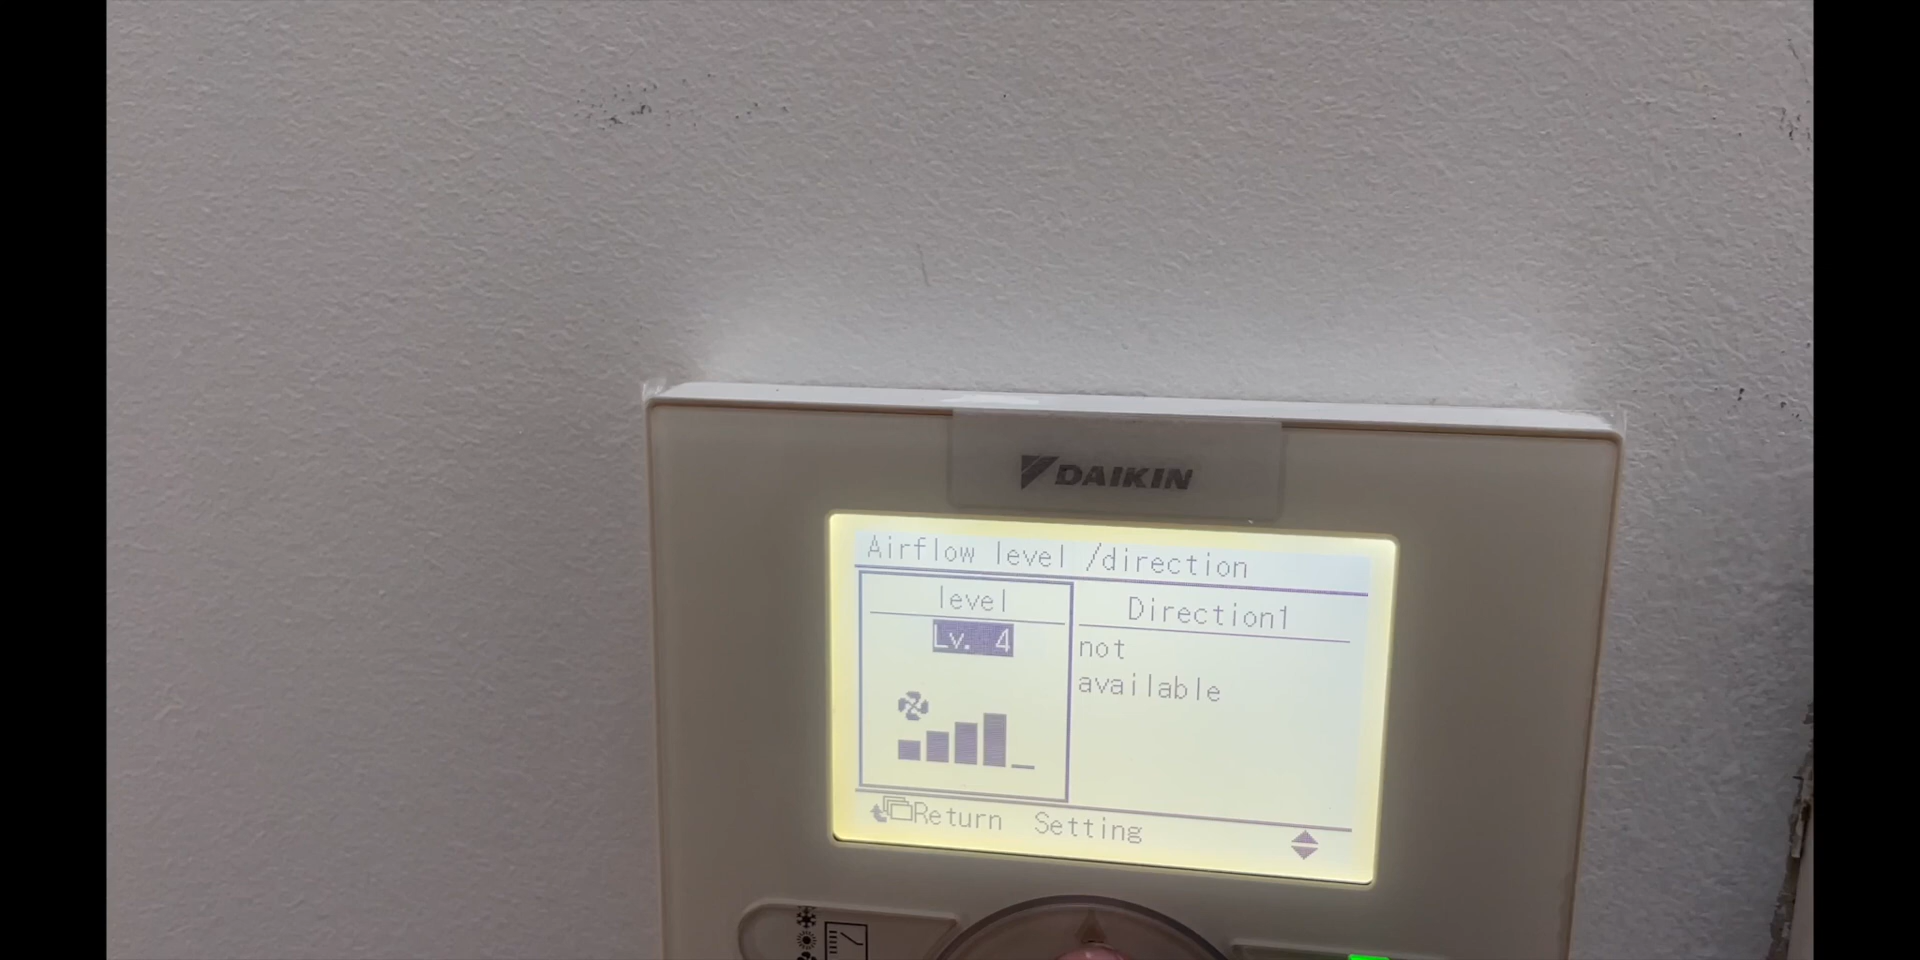 DAIKIN
Airflow level /direction
level
Lv. 4
Direction1
not
available
Return Setting